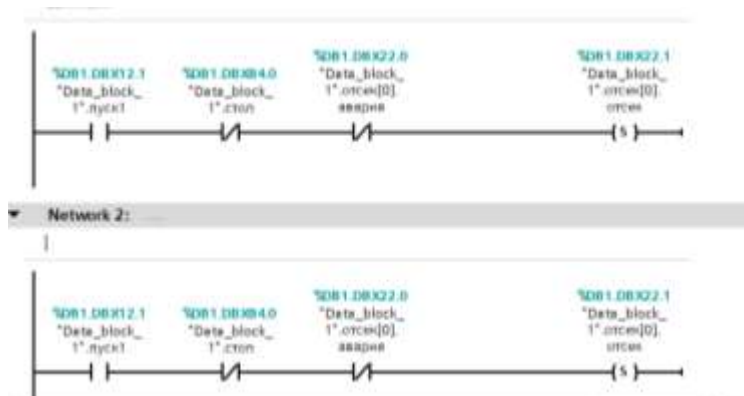 %DB1.DBX22.0
%DB1.DBX22.1
%DB1.DBX12.1
%DB1.DBX84.0
"Data_block_
"Data_block_
"Data_block_
"Data_block_
1".отсек[0].
1".отсек[0].
1".пуск1
1".стоп
авария
отсек
S
Network 2:
%DB1.DBX22.0
%DB1.DBX22.1
%DB1.DBX12.1
%DB1.DBX84.0
"Data_block_
"Data_block_
"Data_block_
"Data_block_
1".отсек[0].
1".отсек[0].
1".пуск1
1".стоп
авария
отсек
S